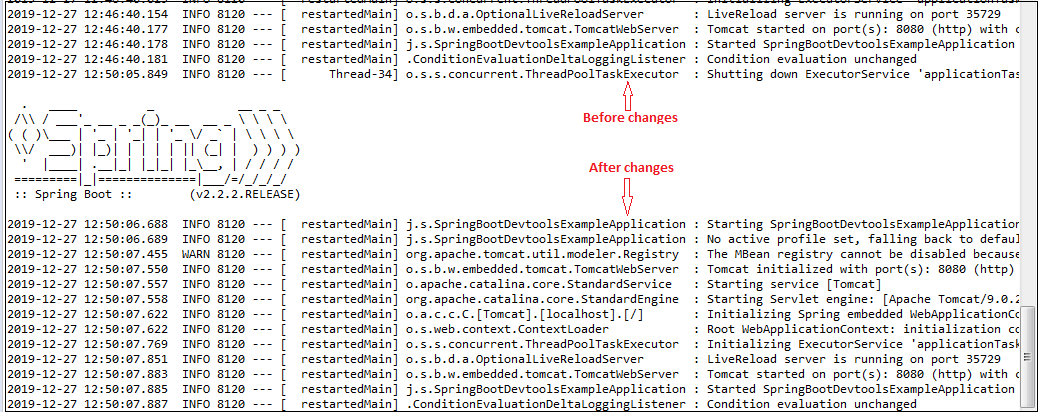 2019-12-27 12:46:40.154  INFO 8120 --- [  restartedMain] o.s.b.d.a.OptionalLiveReloadServer       : LiveReload server is running on port 35729
2019-12-27 12:46:40.177  INFO 8120 --- [  restartedMain] o.s.b.w.embedded.tomcat.TomcatWebServer  : Tomcat started on port(s): 8080 (http) with c
2019-12-27 12:46:40.178  INFO 8120 --- [  restartedMain] j.s.SpringBootDevtoolsExampleApplication : Started SpringBootDevtoolsExampleApplication
2019-12-27 12:46:40.181  INFO 8120 --- [  restartedMain] .ConditionEvaluationDeltaLoggingListener : Condition evaluation unchanged
2019-12-27 12:50:05.849  INFO 8120 --- [      Thread-34] o.s.s.concurrent.ThreadPoolTaskExecutor  : Shutting down ExecutorService 'applicationTas
Before changes
Spring
After changes
:: Spring Boot ::        (v2.2.2.RELEASE)
2019-12-27 12:50:06.688  INFO 8120 --- [  restartedMain] j.s.SpringBootDevtoolsExampleApplication : Starting SpringBootDevtoolsExampleApplication
2019-12-27 12:50:06.689  INFO 8120 --- [  restartedMain] j.s.SpringBootDevtoolsExampleApplication : No active profile set, falling back to defaul
2019-12-27 12:50:07.455  WARN 8120 --- [  restartedMain] org.apache.tomcat.util.modeler.Registry  : The MBean registry cannot be disabled because
2019-12-27 12:50:07.550  INFO 8120 --- [  restartedMain] o.s.b.w.embedded.tomcat.TomcatWebServer  : Tomcat initialized with port(s): 8080 (http)
2019-12-27 12:50:07.557  INFO 8120 --- [  restartedMain] o.apache.catalina.core.StandardService   : Starting service [Tomcat]
2019-12-27 12:50:07.558  INFO 8120 --- [  restartedMain] org.apache.catalina.core.StandardEngine  : Starting Servlet engine: [Apache Tomcat/9.0.2
2019-12-27 12:50:07.622  INFO 8120 --- [  restartedMain] o.a.c.c.C.[Tomcat].[localhost].[/]       : Initializing Spring embedded WebApplicationCo
2019-12-27 12:50:07.622  INFO 8120 --- [  restartedMain] o.s.web.context.ContextLoader            : Root WebApplicationContext: initialization co
2019-12-27 12:50:07.769  INFO 8120 --- [  restartedMain] o.s.s.concurrent.ThreadPoolTaskExecutor  : Initializing ExecutorService 'applicationTask
2019-12-27 12:50:07.851  INFO 8120 --- [  restartedMain] o.s.b.d.a.OptionalLiveReloadServer       : LiveReload server is running on port 35729
2019-12-27 12:50:07.883  INFO 8120 --- [  restartedMain] o.s.b.w.embedded.tomcat.TomcatWebServer  : Tomcat started on port(s): 8080 (http) with c
2019-12-27 12:50:07.885  INFO 8120 --- [  restartedMain] j.s.SpringBootDevtoolsExampleApplication : Started SpringBootDevtoolsExampleApplication
2019-12-27 12:50:07.887  INFO 8120 --- [  restartedMain] .ConditionEvaluationDeltaLoggingListener : Condition evaluation unchanged